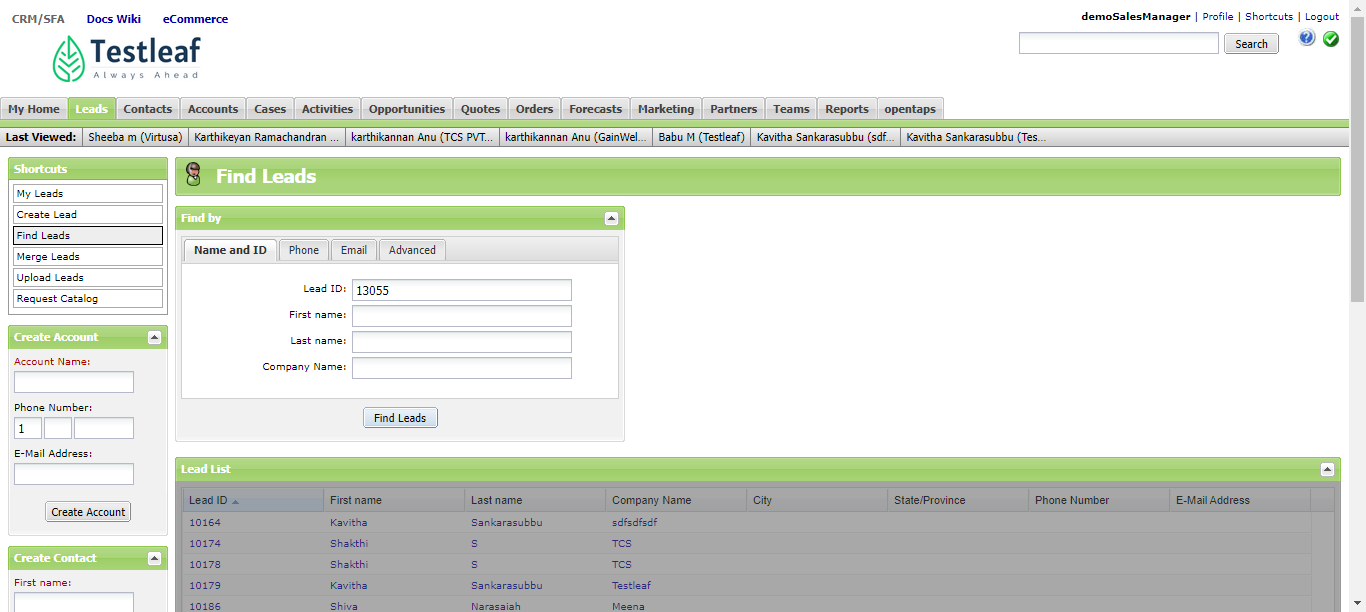 CRM/SFA Docs Wiki eCommerce
demoSalesManager | Profile | Shortcuts | Logout
Testleaf
Always Ahead
Search
My Home Leads Contacts Accounts Cases Activities Opportunities Quotes Orders Forecasts Marketing Partners Teams Reports opentaps
Last Viewed: Sheeba m (Virtusa) Karthikeyan Ramachandran ... karthikannan Anu (TCS PVT... karthikannan Anu (GainWel... Babu M (Testleaf) Kavitha Sankarasubbu (sdf... Kavitha Sankarasubbu (Tes...
Shortcuts
My Leads
Create Lead
Find Leads
Merge Leads
Upload Leads
Request Catalog
Create Account
Account Name:
Phone Number:
1
E-Mail Address:
Create Account
Create Contact
First name:
Find Leads
Find by
Name and ID Phone Email Advanced
Lead ID: 13055
First name:
Last name:
Company Name:
Find Leads
Lead List
Lead ID First name Last name Company Name City State/Province Phone Number E-Mail Address
10164 Kavitha Sankarasubbu sdfsdfsdf
10174 Shakthi S TCS
10178 Shakthi S TCS
10179 Kavitha Sankarasubbu Testleaf
10186 Shiva Narasaiah Meena